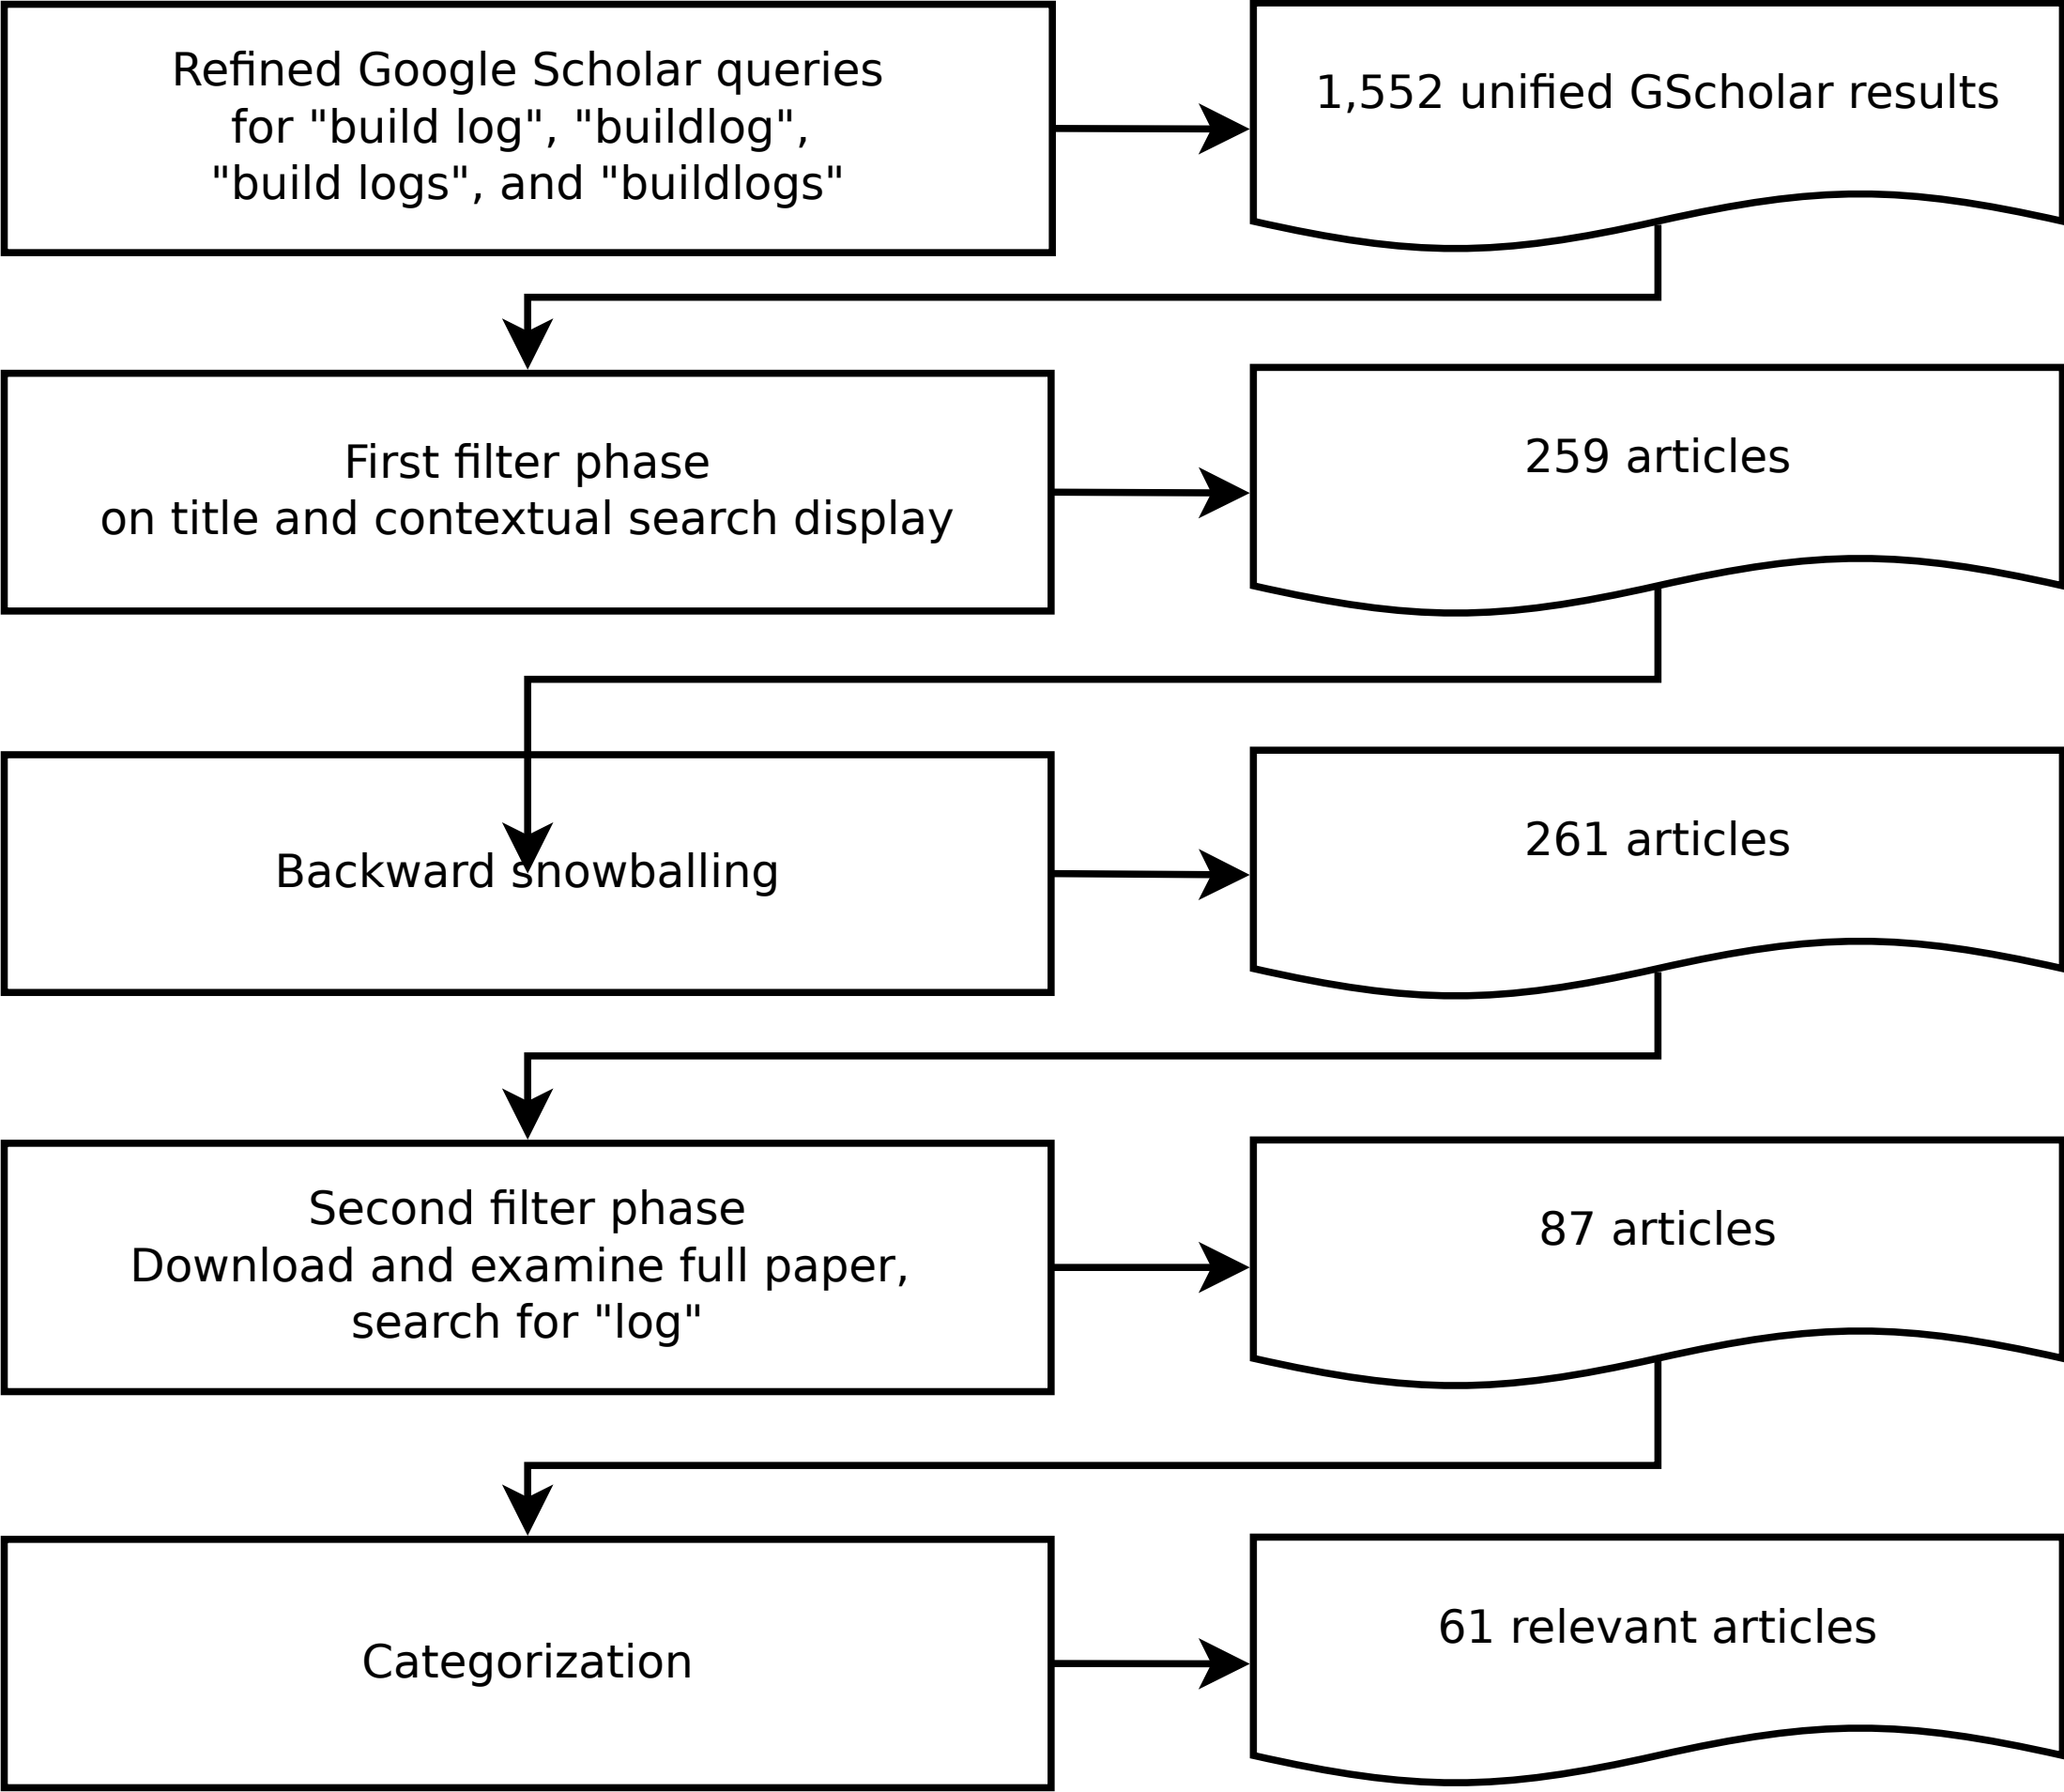 Refined Google Scholar queries
for "build log", "buildlog",
"build logs", and "buildlogs"
1,552 unified GScholar results
First filter phase
on title and contextual search display
259 articles
Backward snowballing
261 articles
Second filter phase
Download and examine full paper,
search for "log"
87 articles
Categorization
61 relevant articles